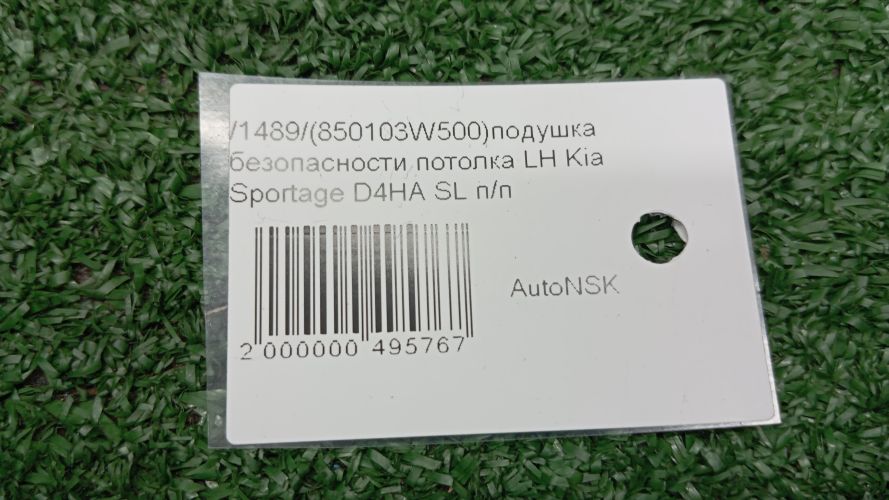 /1489/(850103W500)подушка
безопасности потолка LH Kia
Sportage D4HA SL п/п
AutoNSK
2 000000 495767